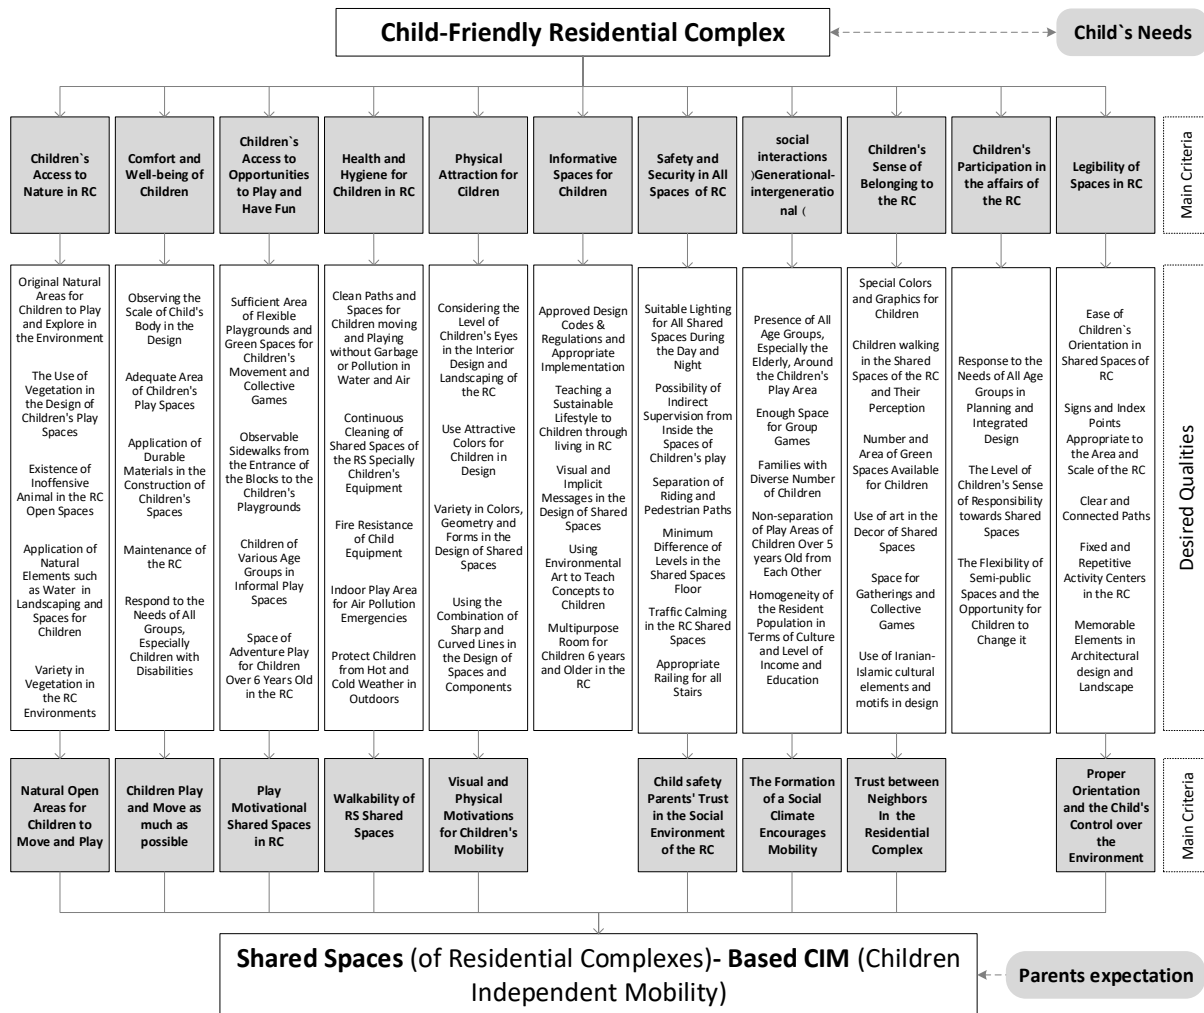 Child-Friendly Residential Complex
Child`s Needs
Children`s
Access to
Nature in RC
Comfort and
Well-being of
Children
Children`s
Access to
Opportunities
to Play and
Have Fun
Health and
Hygiene for
Children in RC
Physical
Attraction for
Cildren
Informative
Spaces for
Children
Safety and
Security in All
Spaces of RC
social
interactions
)Generational-
intergenerati
onal (
Children's
Sense of
Belonging to
the RC
Children's
Participation in
the affairs of
the RC
Legibility of
Spaces in RC
Main Criteria
Original Natural
Areas for
Children to Play
and Explore in
the Environment
The Use of
Vegetation in
the Design of
Children's Play
Spaces
Existence of
Inoffensive
Animal in the RC
Open Spaces
Application of
Natural
Elements such
as Water in
Landscaping and
Spaces for
Children
Variety in
Vegetation in
the RC
Environments
Observing the
Scale of Child's
Body in the
Design
Adequate Area
of Children's
Play Spaces
Application of
Durable
Materials in the
Construction of
Children's
Spaces
Maintenance of
the RC
Respond to the
Needs of All
Groups,
Especially
Children with
Disabilities
Sufficient Area
of Flexible
Playgrounds and
Green Spaces for
Children's
Movement and
Collective
Games
Observable
Sidewalks from
the Entrance of
the Blocks to the
Children's
Playgrounds
Children of
Various Age
Groups in
Informal Play
Spaces
Space of
Adventure Play
for Children
Over 6 Years Old
in the RC
Clean Paths and
Spaces for
Children moving
and Playing
without Garbage
or Pollution in
Water and Air
Continuous
Cleaning of
Shared Spaces of
the RS Specially
Children's
Equipment
Fire Resistance
of Child
Equipment
Indoor Play Area
for Air Pollution
Emergencies
Protect Children
from Hot and
Cold Weather in
Outdoors
Considering the
Level of
Children's Eyes
in the Interior
Design and
Landscaping of
the RC
Use Attractive
Colors for
Children in
Design
Variety in Colors,
Geometry and
Forms in the
Design of Shared
Spaces
Using the
Combination of
Sharp and
Curved Lines in
the Design of
Spaces and
Components
Approved Design
Codes &
Regulations and
Appropriate
Implementation
Teaching a
Sustainable
Lifestyle to
Children through
living in RC
Visual and
Implicit
Messages in the
Design of Shared
Spaces
Using
Environmental
Art to Teach
Concepts to
Children
Multipurpose
Room for
Children 6 years
and Older in the
RC
Suitable Lighting
for All Shared
Spaces During
the Day and
Night
Possibility of
Indirect
Supervision from
Inside the
Spaces of
Children's play
Separation of
Riding and
Pedestrian Paths
Minimum
Difference of
Levels in the
Shared Spaces
Floor
Traffic Calming
in the RC Shared
Spaces
Appropriate
Railing for all
Stairs
Presence of All
Age Groups,
Especially the
Elderly, Around
the Children's
Play Area
Enough Space
for Group
Games
Families with
Diverse Number
of Children
Non-separation
of Play Areas of
Children Over 5
years Old from
Each Other
Homogeneity of
the Resident
Population in
Terms of Culture
and Level of
Income and
Education
Special Colors
and Graphics for
Children
Children walking
in the Shared
Spaces of the RC
and Their
Perception
Number and
Area of Green
Spaces Available
for Children
Use of art in the
Decor of Shared
Spaces
Space for
Gatherings and
Collective
Games
Use of Iranian-
Islamic cultural
elements and
motifs in design
Response to the
Needs of All Age
Groups in
Planning and
Integrated
Design
The Level of
Children's Sense
of Responsibility
towards Shared
Spaces
The Flexibility of
Semi-public
Spaces and the
Opportunity for
Children to
Change it
Ease of
Children`s
Orientation in
Shared Spaces of
RC
Signs and Index
Points
Appropriate to
the Area and
Scale of the RC
Clear and
Connected Paths
Fixed and
Repetitive
Activity Centers
in the RC
Memorable
Elements in
Architectural
design and
Landscape
Desired Qualities
Natural Open
Areas for
Children to
Move and Play
Children Play
and Move as
much as
possible
Play
Motivational
Shared Spaces
in RC
Walkability of
RS Shared
Spaces
Visual and
Physical
Motivations for
Children's
Mobility
Child safety
Parents' Trust
in the Social
Environment
of the RC
The Formation
of a Social
Climate
Encourages
Mobility
Trust between
Neighbors
In the
Residential
Complex
Proper
Orientation
and the Child's
Control over
the
Environment
Main Criteria
Shared Spaces (of Residential Complexes)- Based CIM (Children
Independent Mobility)
Parents expectation